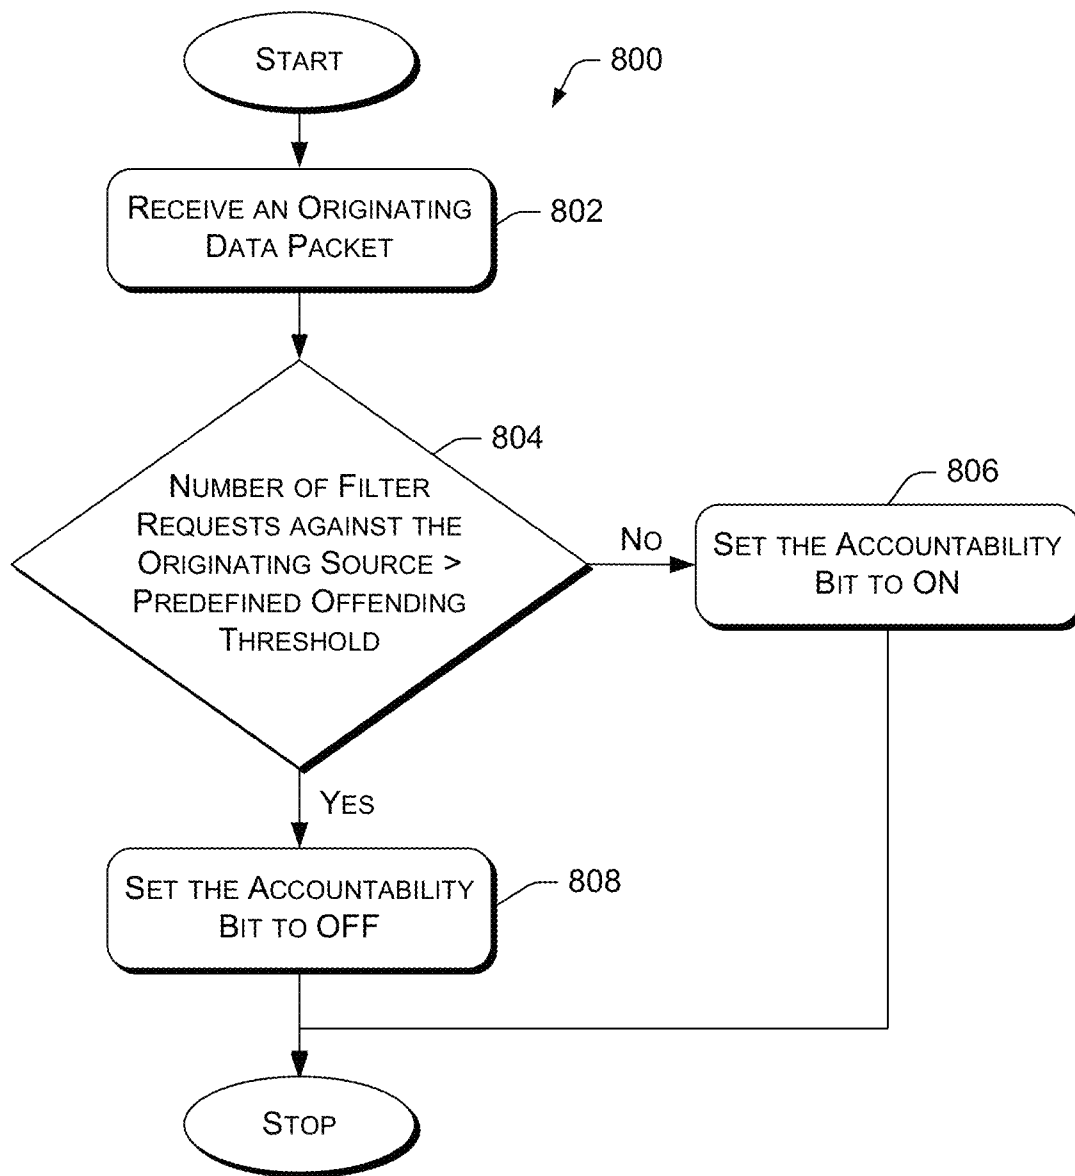 START
800
RECEIVE AN ORIGINATING
DATA PACKET
802
804
NUMBER OF FILTER
REQUESTS AGAINST THE
ORIGINATING SOURCE >
PREDEFINED OFFENDING
THRESHOLD
NO
806
SET THE ACCOUNTABILITY
BIT TO ON
YES
SET THE ACCOUNTABILITY
BIT TO OFF
808
STOP